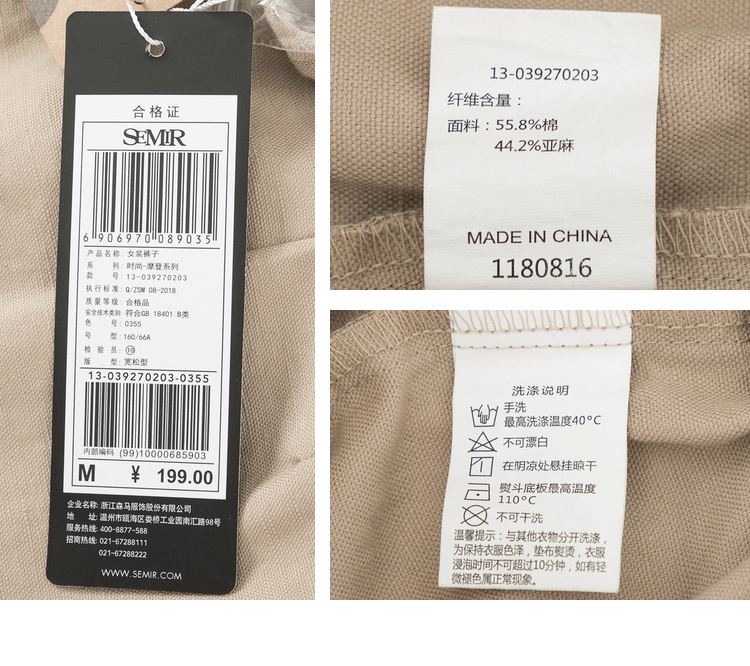 合格证
SEMIR
6 906970 089035
产品名称: 女装裤子
系 列: 时尚-摩登系列
款 号: 13-039270203
执行标准: Q/ZSM 08-2018
质量等级: 合格品
安全技术类别: 符合GB 18401 B类
色 号: 0355
号 型: 160/66A
检 验 员: ⑩
版 型: 宽松型
13-039270203-0355
内部编码 (99)10000685903
M ¥ 199.00
企业名称: 浙江森马服饰股份有限公司
地 址: 温州市瓯海区娄桥工业园南汇路98号
服务热线: 400-8877-588
招商热线: 021-67288111
021-67288222
WWW.SEMIR.COM
13-039270203
纤维含量：
面料：55.8%棉
44.2%亚麻
MADE IN CHINA
1180816
洗涤说明
手洗
最高洗涤温度40°C
不可漂白
在阴凉处悬挂晾干
熨斗底板最高温度
110°C
不可干洗
温馨提示：与其他衣物分开洗涤，
为保持衣服色泽，垫布熨烫，衣服
浸泡时间不可超过10分钟，如有轻
微褪色属正常现象。